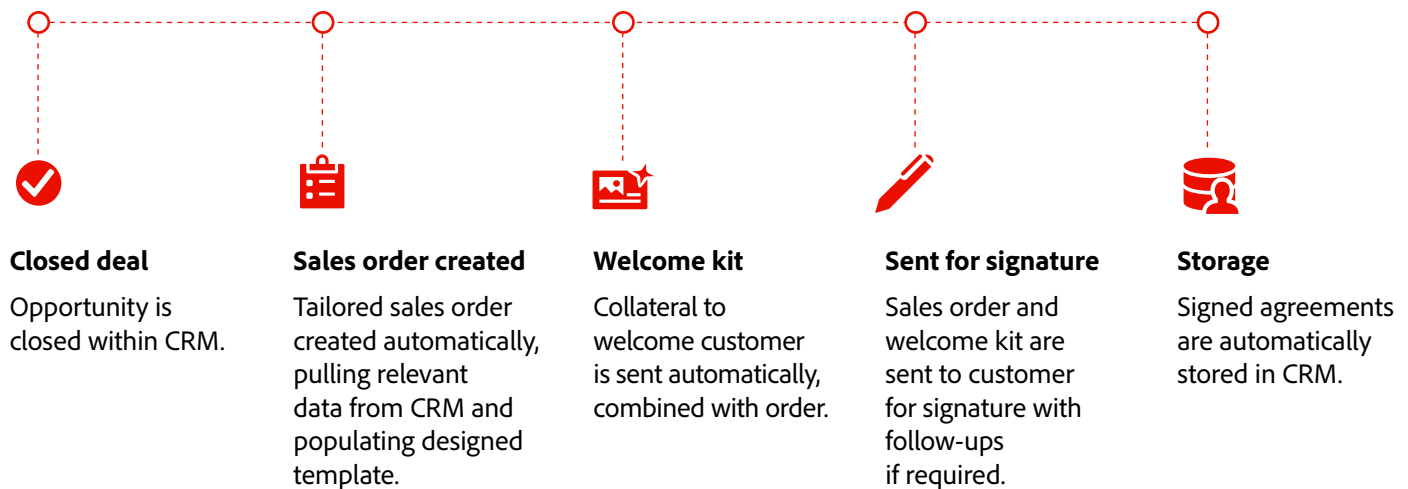 Closed deal
Opportunity is
closed within CRM.
Sales order created
Tailored sales order
created automatically,
pulling relevant
data from CRM and
populating designed
template.
Welcome kit
Collateral to
welcome customer
is sent automatically,
combined with order.
Sent for signature
Sales order and
welcome kit are
sent to customer
for signature with
follow-ups
if required.
Storage
Signed agreements
are automatically
stored in CRM.